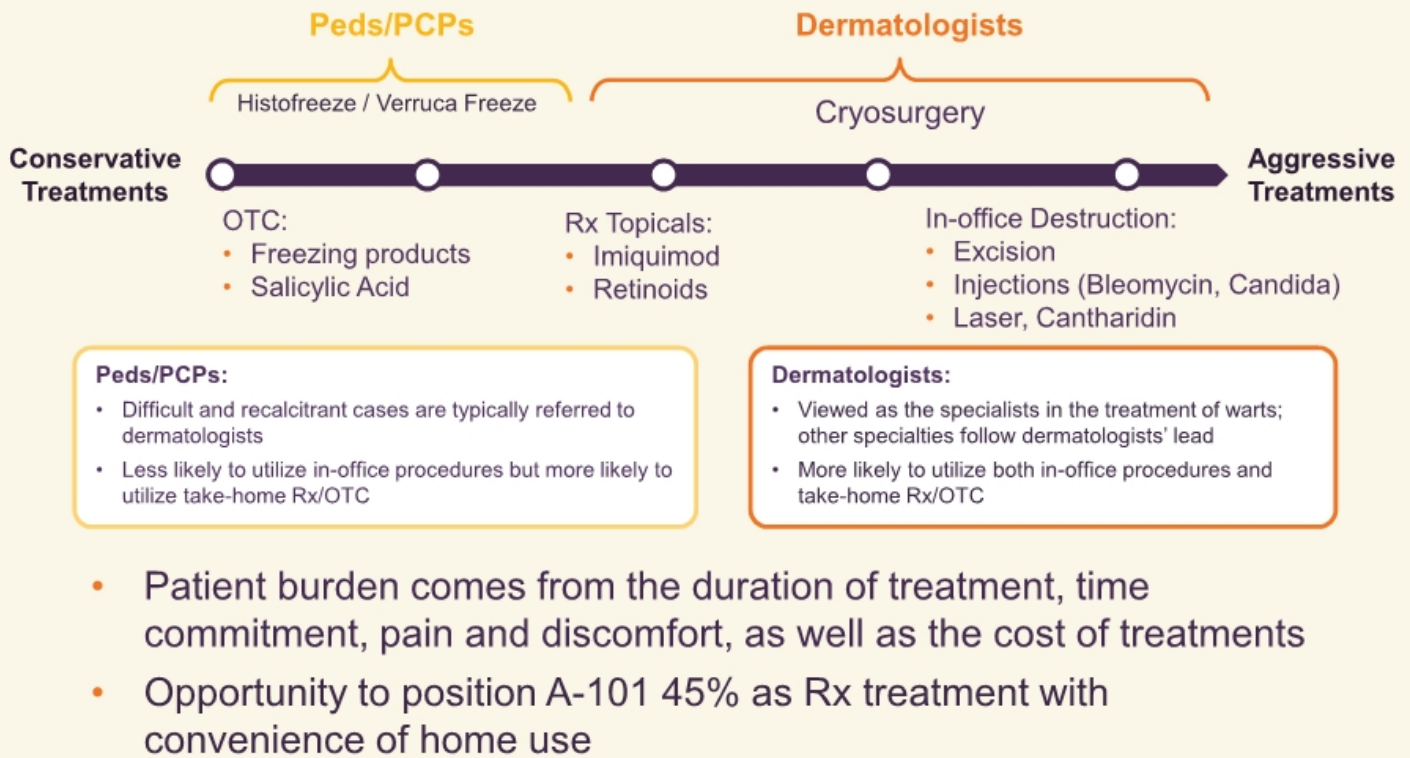 Peds/PCPs
Dermatologists
Histofreeze / Verruca Freeze
Cryosurgery
Conservative
Treatments
Aggressive
Treatments
OTC:
• Freezing products
• Salicylic Acid
Rx Topicals:
• Imiquimod
• Retinoids
In-office Destruction:
• Excision
• Injections (Bleomycin, Candida)
• Laser, Cantharidin
Peds/PCPs:
• Difficult and recalcitrant cases are typically referred to
dermatologists
• Less likely to utilize in-office procedures but more likely to
utilize take-home Rx/OTC
Dermatologists:
• Viewed as the specialists in the treatment of warts;
other specialties follow dermatologists’ lead
• More likely to utilize both in-office procedures and
take-home Rx/OTC
• Patient burden comes from the duration of treatment, time
commitment, pain and discomfort, as well as the cost of treatments
• Opportunity to position A-101 45% as Rx treatment with
convenience of home use